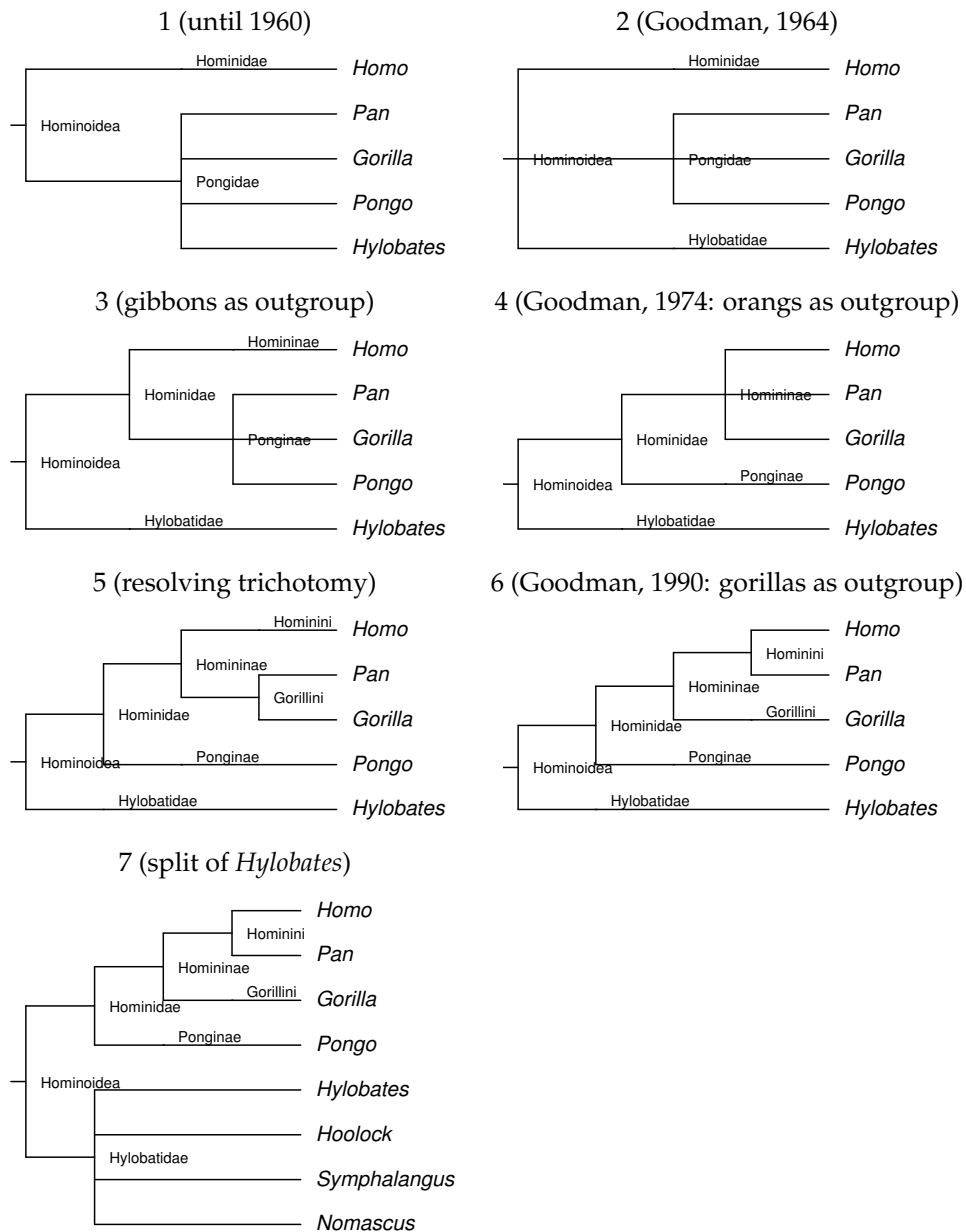 1 (until 1960)
Hominidae
Homo
Pan
Hominoidea
Gorilla
Pongidae
Pongo
Hylobates
2 (Goodman, 1964)
Hominidae
Homo
Pan
Hominoidea
Pongidae
Gorilla
Pongo
Hylobatidae
Hylobates
3 (gibbons as outgroup)
Homininae
Homo
Hominidae
Pan
Ponginae
Gorilla
Hominoidea
Pongo
Hylobatidae
Hylobates
4 (Goodman, 1974: orangs as outgroup)
Homo
Homininae
Pan
Hominidae
Gorilla
Ponginae
Hominoidea
Pongo
Hylobatidae
Hylobates
5 (resolving trichotomy)
Hominini
Homo
Homininae
Pan
Gorillini
Hominidae
Gorilla
Hominoidea
Ponginae
Pongo
Hylobatidae
Hylobates
6 (Goodman, 1990: gorillas as outgroup)
Homo
Hominini
Pan
Homininae
Gorillini
Gorilla
Hominidae
Ponginae
Hominoidea
Pongo
Hylobatidae
Hylobates
7 (split of Hylobates)
Homo
Hominini
Pan
Homininae
Gorillini
Gorilla
Hominidae
Ponginae
Pongo
Hominoidea
Hylobates
Hoolock
Hylobatidae
Symphalangus
Nomascus